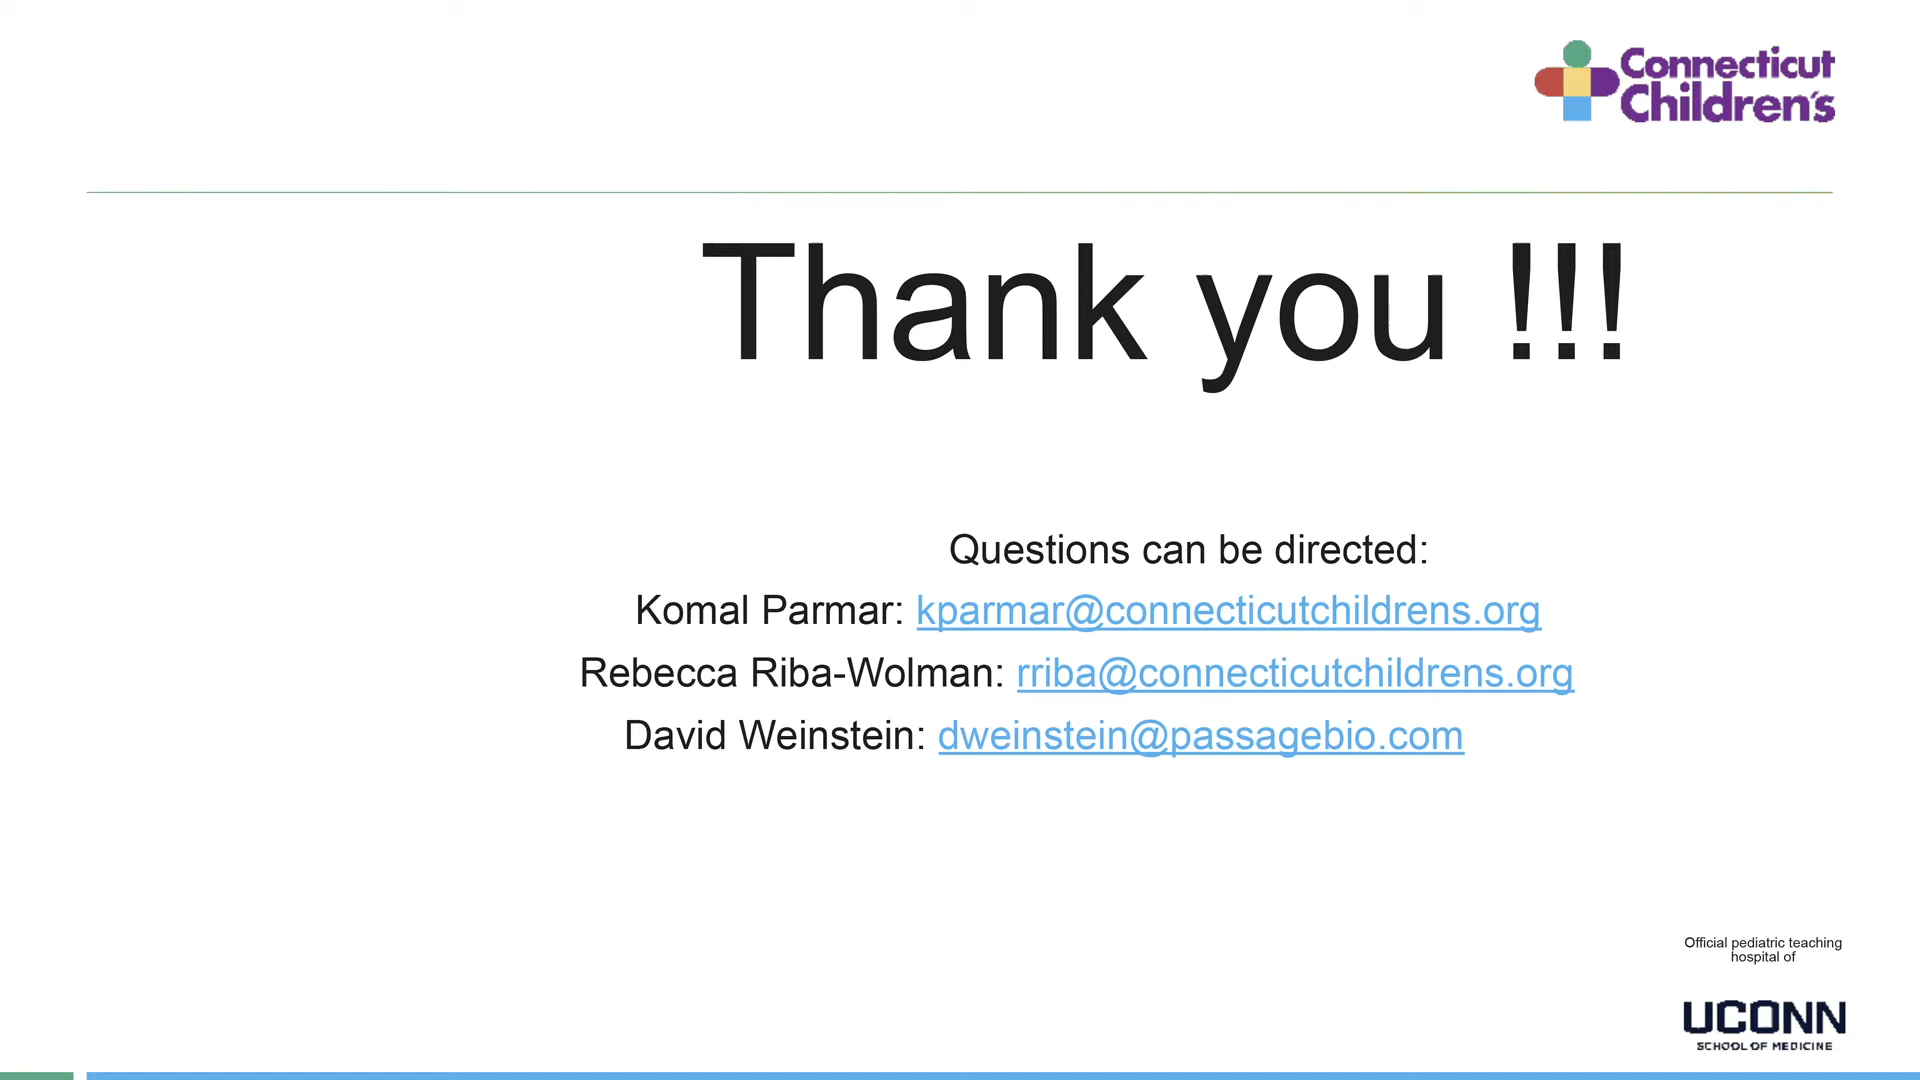 Connecticut
Children's
Thank you !!!
Questions can be directed:
Komal Parmar: kparmar@connecticutchildrens.org
Rebecca Riba-Wolman: rriba@connecticutchildrens.org
David Weinstein: dweinstein@passagebio.com
Official pediatric teaching
hospital of
UCONN
SCHOOL OF MEDICINE